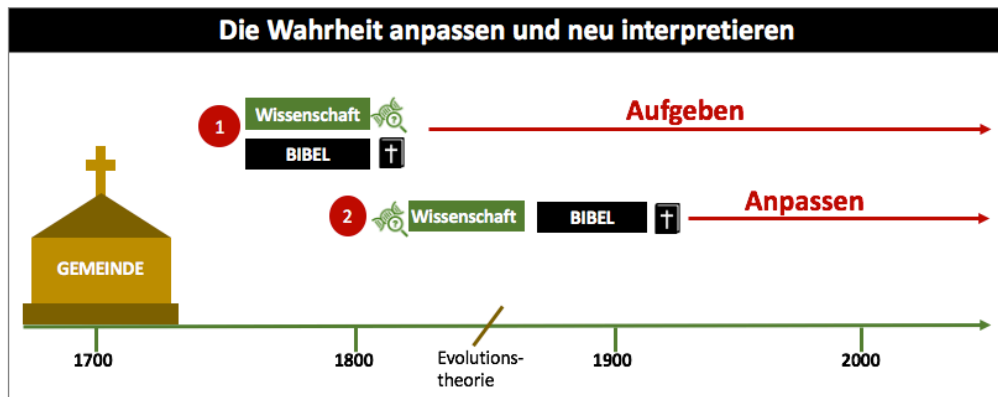 Die Wahrheit anpassen und neu interpretieren
1
Wissenschaft
?
BIBEL
Aufgeben
2
?
Wissenschaft
BIBEL
Anpassen
GEMEINDE
1700
1800
Evolutions-
theorie
1900
2000